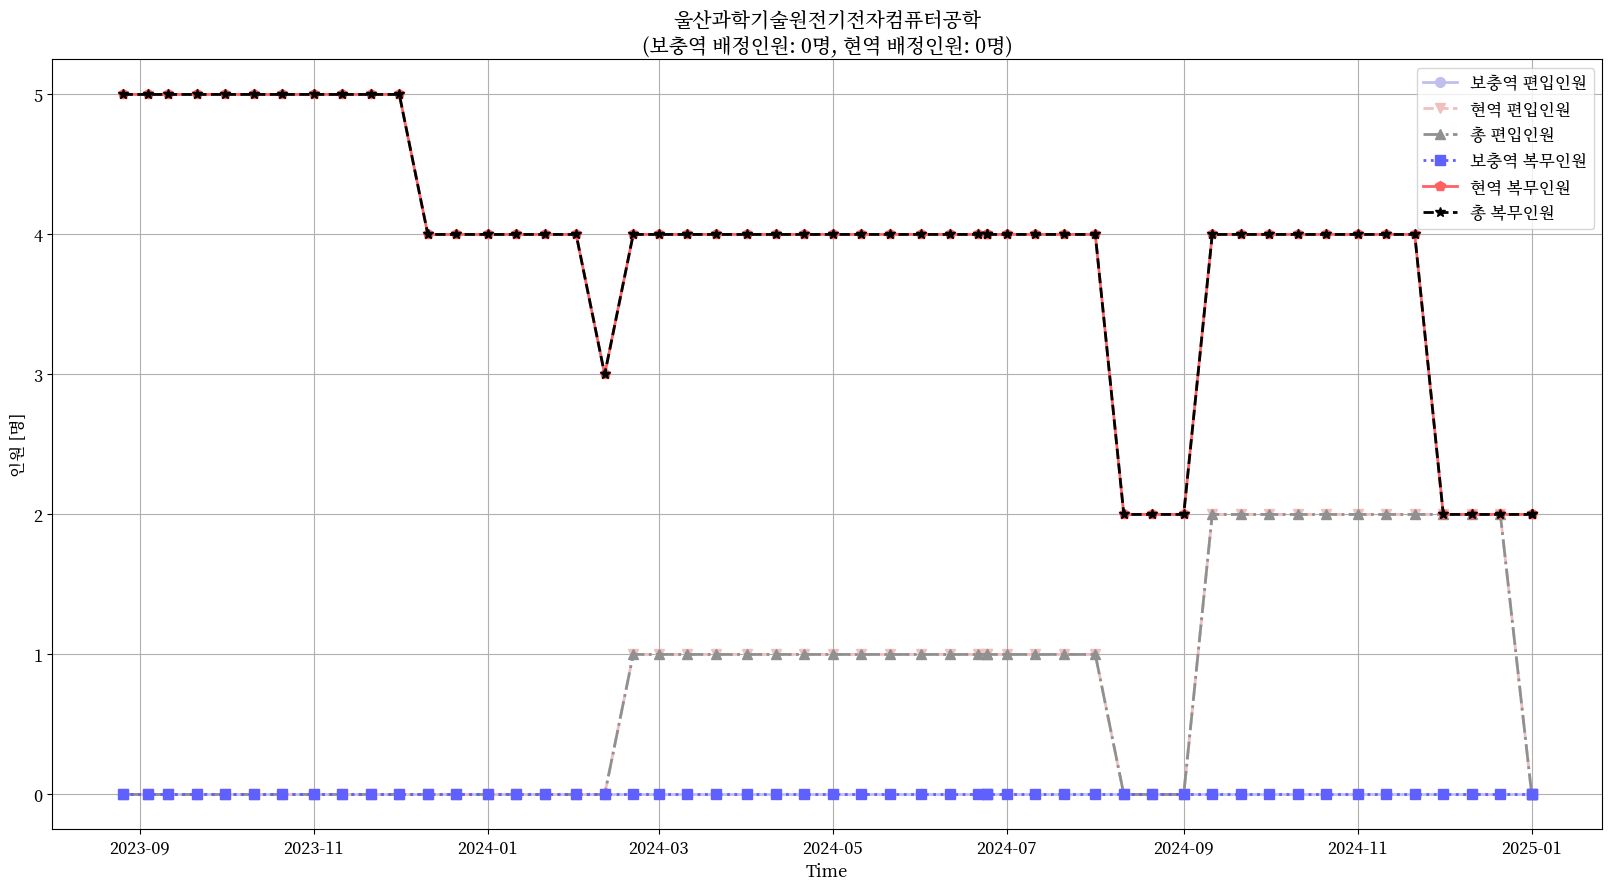 울산과학기술원전기전자컴퓨터공학
(보충역 배정인원: 0명, 현역 배정인원: 0명)
보충역 편입인원
현역 편입인원
총 편입인원
보충역 복무인원
현역 복무인원
총 복무인원
인원 [명]
5
4
3
2
1
0
2023-09
2023-11
2024-01
2024-03
2024-05
2024-07
2024-09
2024-11
2025-01
Time